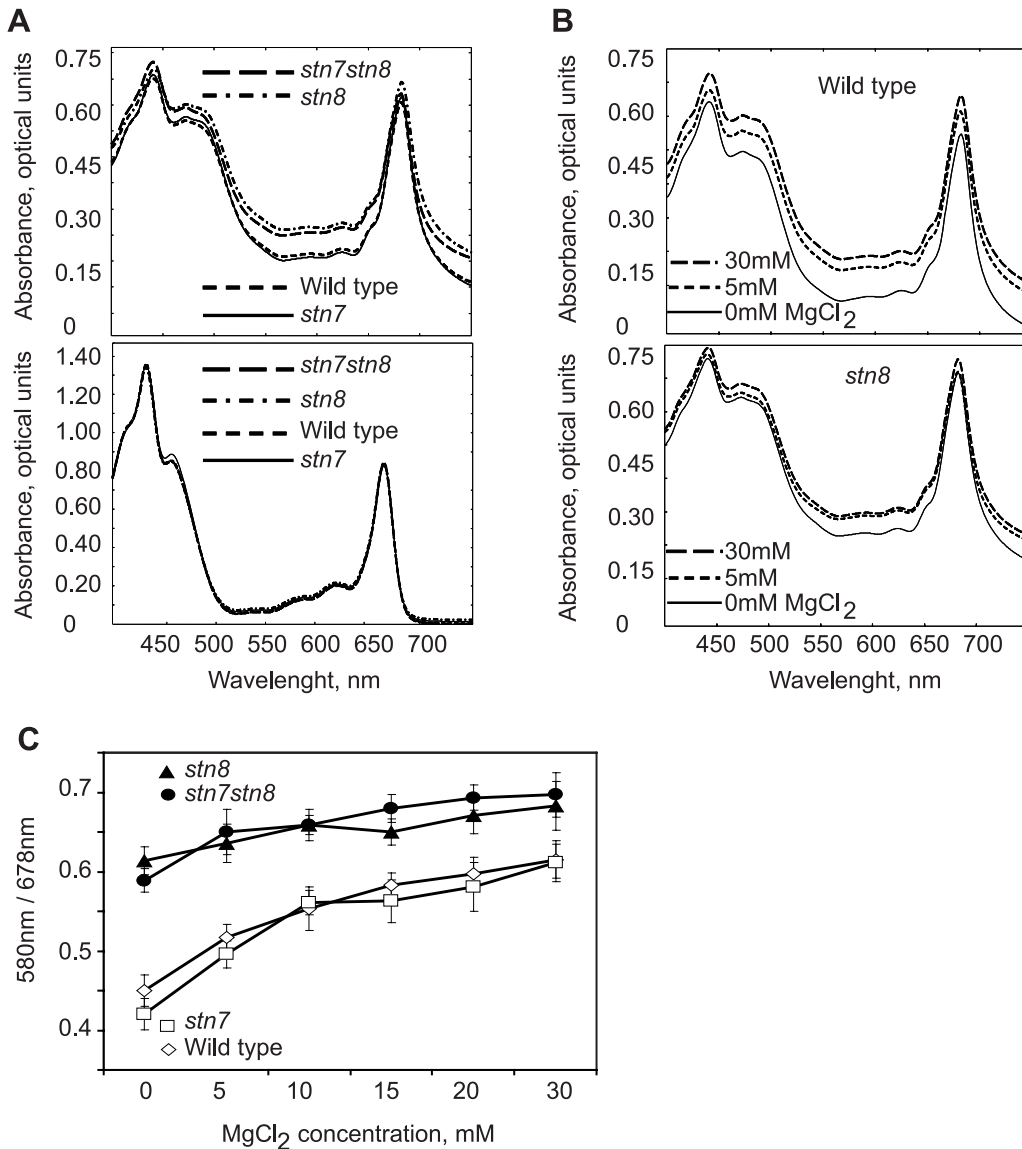 A
Absorbance, optical units
0.75
0.60
0.45
0.30
0.15
0
stn7stn8
stn8
Wild type
stn7
Absorbance, optical units
1.40
1.00
0.80
0.60
0.40
0.20
0
stn7stn8
stn8
Wild type
stn7
450 500 550 600 650 700
Wavelenght, nm
B
Absorbance, optical units
0.75
0.60
0.45
0.30
0.15
0
Wild type
30mM
5mM
0mM MgCl2
Absorbance, optical units
0.75
0.60
0.45
0.30
0.15
0
stn8
30mM
5mM
0mM MgCl2
450 500 550 600 650 700
Wavelenght, nm
C
580nm / 678nm
0.7
0.6
0.5
0.4
stn8
stn7stn8
stn7
Wild type
0 5 10 15 20 30
MgCl2 concentration, mM